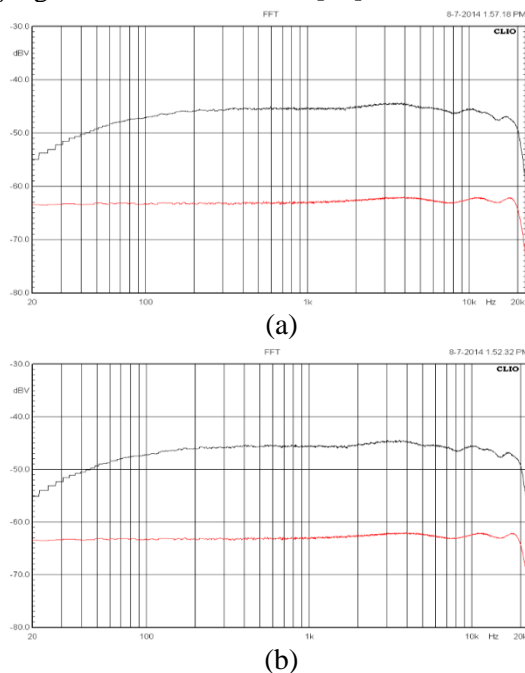 FFT 8-7-2014 1.57.18 PM
-30.0 CLIO
dBV
-40.0
-50.0
-60.0
-70.0
-80.0
20 100 1k 10k Hz 20k
(a)
FFT 8-7-2014 1.52.32 PM
-30.0 CLIO
dBV
-40.0
-50.0
-60.0
-70.0
-80.0
20 100 1k 10k Hz 20k
(b)